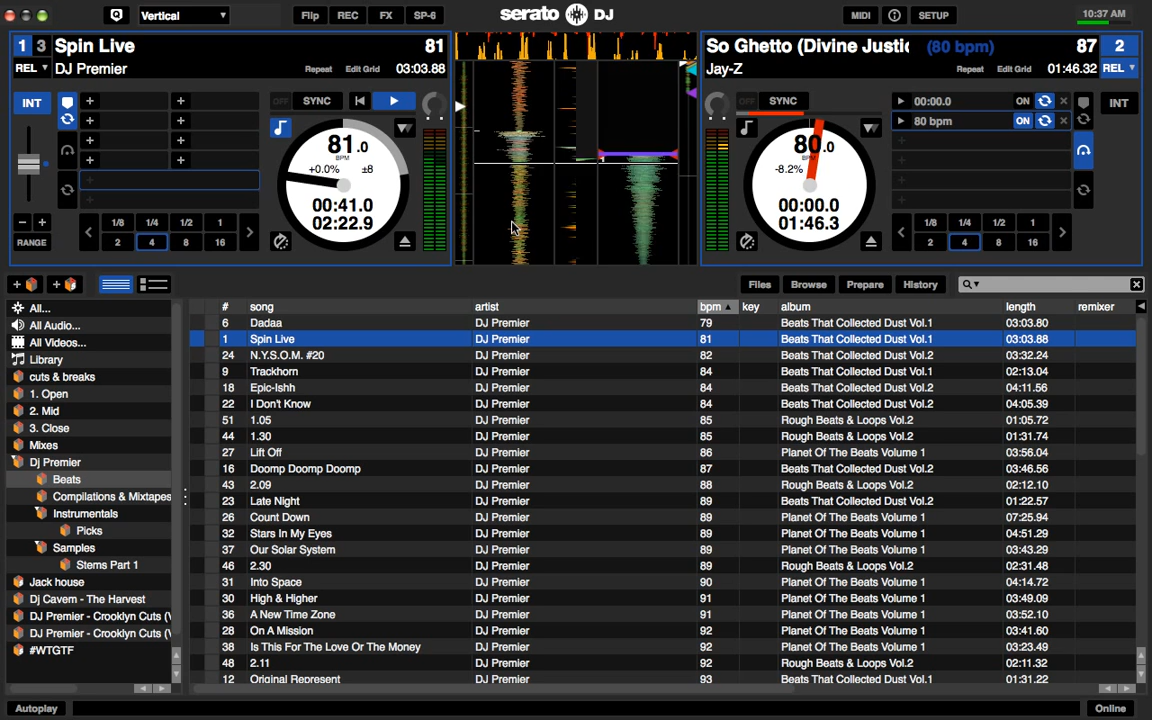 Vertical
Flip REC FX SP-6
serato DJ
MIDI SETUP
10:37 AM
1 3 Spin Live 81
REL DJ Premier Repeat Edit Grid 03:03.88
So Ghetto (Divine Justic (80 bpm) 87 2
Jay-Z Repeat Edit Grid 01:46.32 REL
INT
OFF SYNC
81.0
BPM
+0.0% ±8
00:41.0
02:22.9
RANGE
1/8 1/4 1/2 1
2 4 8 16
OFF SYNC
80.0
BPM
-8.2%
00:00.0
01:46.3
00:00.0 ON
80 bpm ON
INT
1/8 1/4 1/2 1
2 4 8 16
Files Browse Prepare History
All...
All Audio...
All Videos...
Library
cuts & breaks
1. Open
2. Mid
3. Close
Mixes
Dj Premier
Beats
Compilations & Mixtapes
Instrumentals
Picks
Samples
Stems Part 1
Jack house
Dj Cavem - The Harvest
DJ Premier - Crooklyn Cuts (V
DJ Premier - Crooklyn Cuts (V
#WTGTF
# song artist bpm key album length remixer
6 Dadaa DJ Premier 79 Beats That Collected Dust Vol.1 03:03.80
1 Spin Live DJ Premier 81 Beats That Collected Dust Vol.1 03:03.88
24 N.Y.S.O.M. #20 DJ Premier 82 Beats That Collected Dust Vol.2 03:32.24
9 Trackhorn DJ Premier 84 Beats That Collected Dust Vol.1 02:13.04
18 Epic-Ishh DJ Premier 84 Beats That Collected Dust Vol.2 04:11.56
22 I Don't Know DJ Premier 84 Beats That Collected Dust Vol.2 04:05.39
51 1.05 DJ Premier 85 Rough Beats & Loops Vol.2 01:05.72
44 1.30 DJ Premier 85 Rough Beats & Loops Vol.2 01:31.74
27 Lift Off DJ Premier 86 Planet Of The Beats Volume 1 03:56.04
16 Doomp Doomp Doomp DJ Premier 87 Beats That Collected Dust Vol.2 03:46.56
43 2.09 DJ Premier 88 Rough Beats & Loops Vol.2 02:12.10
23 Late Night DJ Premier 89 Beats That Collected Dust Vol.2 01:22.57
26 Count Down DJ Premier 89 Planet Of The Beats Volume 1 07:25.94
32 Stars In My Eyes DJ Premier 89 Planet Of The Beats Volume 1 04:51.29
37 Our Solar System DJ Premier 89 Planet Of The Beats Volume 1 03:43.29
46 2.30 DJ Premier 89 Rough Beats & Loops Vol.2 02:31.48
31 Into Space DJ Premier 90 Planet Of The Beats Volume 1 04:14.72
30 High & Higher DJ Premier 91 Planet Of The Beats Volume 1 03:49.09
36 A New Time Zone DJ Premier 91 Planet Of The Beats Volume 1 03:52.10
28 On A Mission DJ Premier 92 Planet Of The Beats Volume 1 03:41.60
38 Is This For The Love Or The Money DJ Premier 92 Planet Of The Beats Volume 1 03:23.49
48 2.11 DJ Premier 92 Rough Beats & Loops Vol.2 02:11.32
12 Original Represent DJ Premier 93 Beats That Collected Dust Vol.1 01:31.22
Autoplay Online